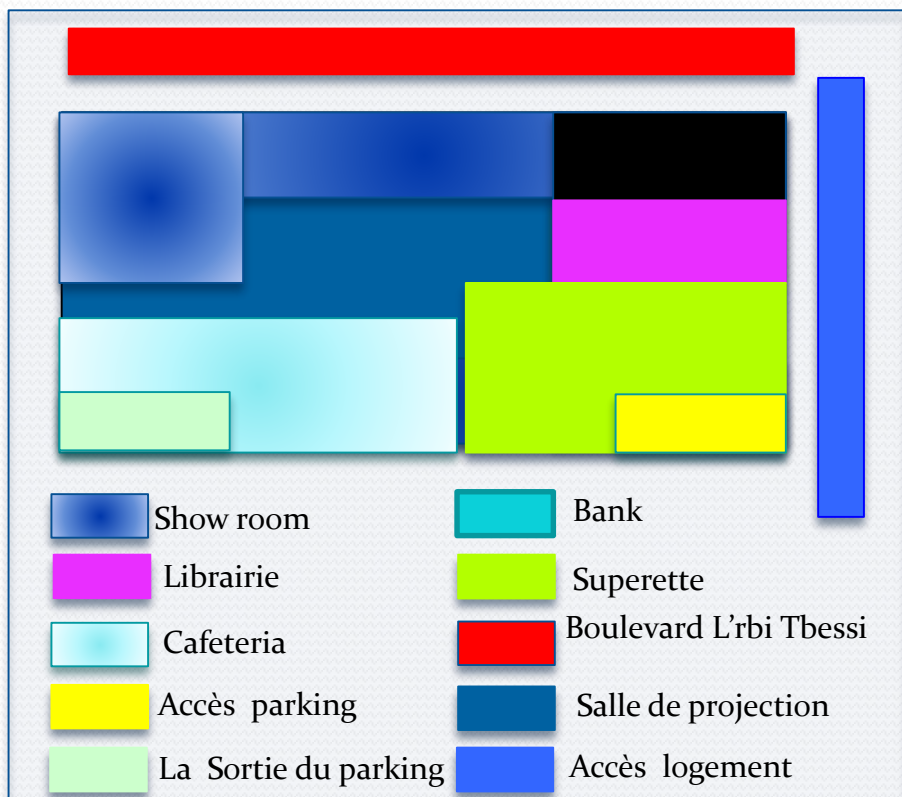 Show room
Bank
Librairie
Superette
Cafeteria
Boulevard L'rbi Tbessi
Accès parking
Salle de projection
La Sortie du parking
Accès logement